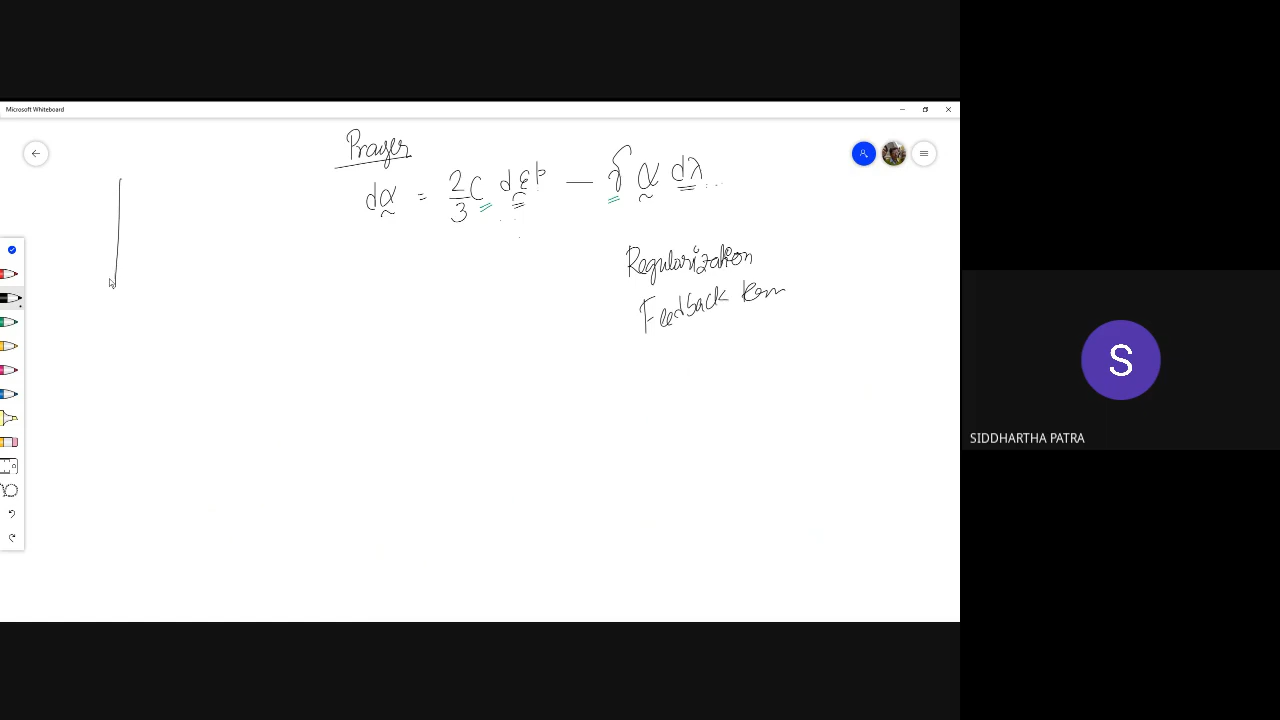 Microsoft Whiteboard
Prager
dα = 2/3 C dε^p — γ α dλ ...
Regularization
Feedback term
S
SIDDHARTHA PATRA